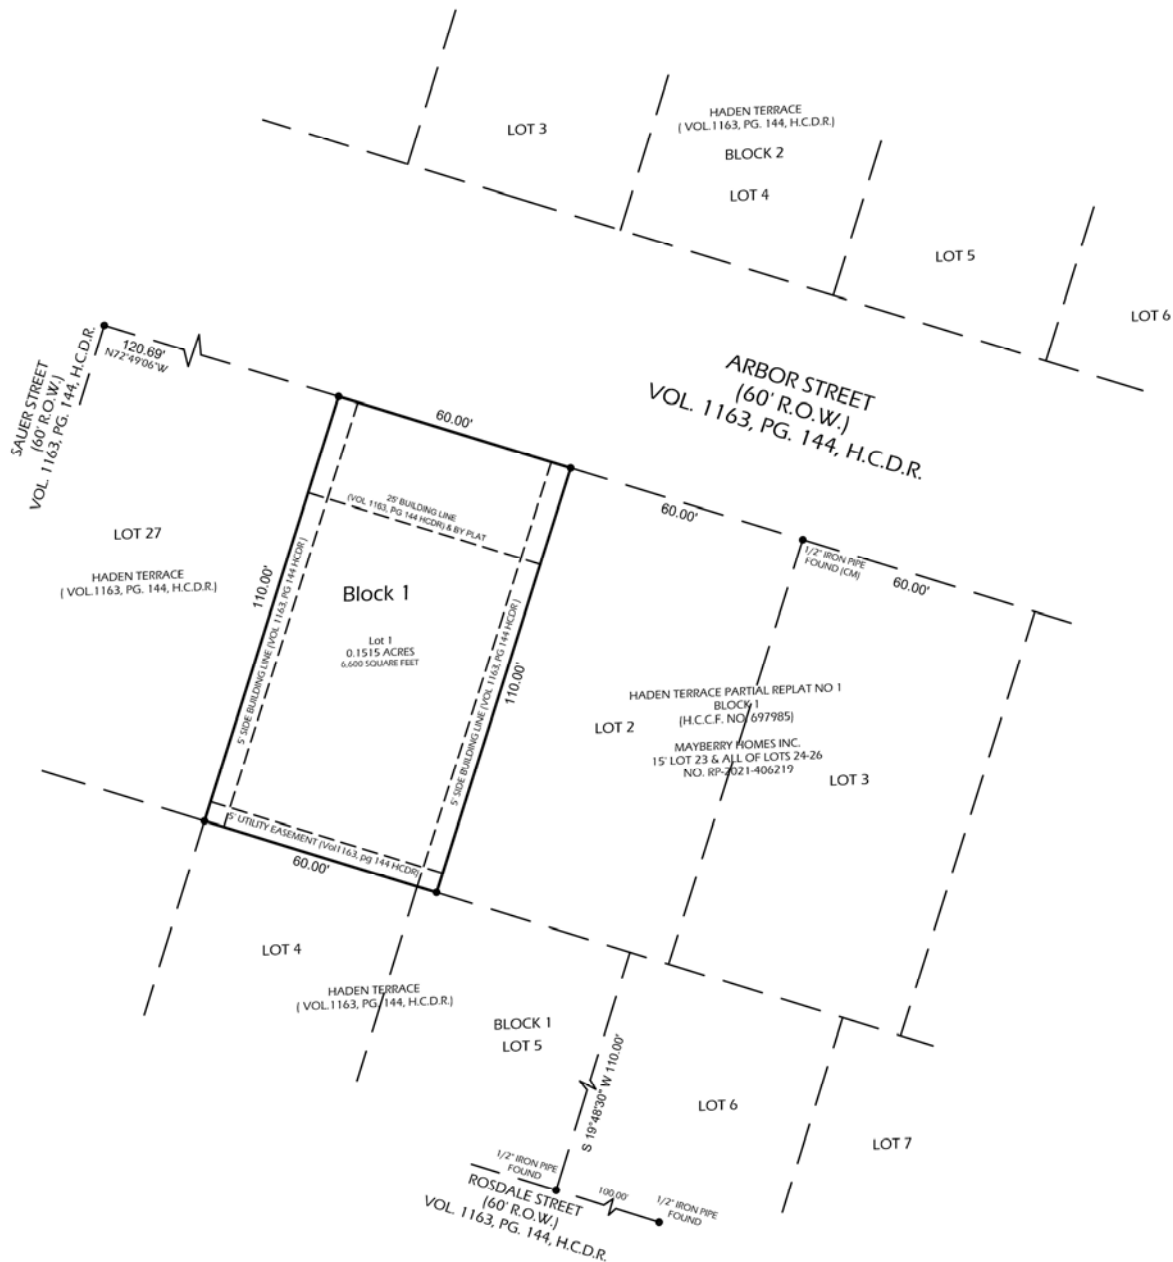 LOT 3
HADEN TERRACE
( VOL.1163, PG. 144, H.C.D.R.)
BLOCK 2
LOT 4
LOT 5
LOT 6
120.69'
N72°49'06"W
SAUER STREET
(60' R.O.W.)
VOL. 1163, PG. 144, H.C.D.R.
ARBOR STREET
(60' R.O.W.)
VOL. 1163, PG. 144, H.C.D.R.
60.00'
60.00'
1/2" IRON PIPE
FOUND (CM)
60.00'
25' BUILDING LINE
(VOL 1163, PG 144 HCDR) & BY PLAT
LOT 27
HADEN TERRACE
( VOL.1163, PG. 144, H.C.D.R.)
110.00'
5' SIDE BUILDING LINE (VOL 1163, PG 144 HCDR )
Block 1
Lot 1
0.1515 ACRES
6,600 SQUARE FEET
5' SIDE BUILDING LINE (VOL 1163, PG 144 HCDR )
110.00'
HADEN TERRACE PARTIAL REPLAT NO 1
BLOCK 1
(H.C.C.F. NO. 697985)
LOT 2
MAYBERRY HOMES INC.
15' LOT 23 & ALL OF LOTS 24-26
NO. RP-2021-406219
LOT 3
5' UTILITY EASEMENT (Vol1163, pg 144 HCDR)
60.00'
LOT 4
HADEN TERRACE
( VOL.1163, PG. 144, H.C.D.R.)
BLOCK 1
LOT 5
S 19°48'30" W 110.00'
LOT 6
LOT 7
1/2" IRON PIPE
FOUND
ROSDALE STREET
(60' R.O.W.)
VOL. 1163, PG. 144, H.C.D.R.
100.00'
1/2" IRON PIPE
FOUND